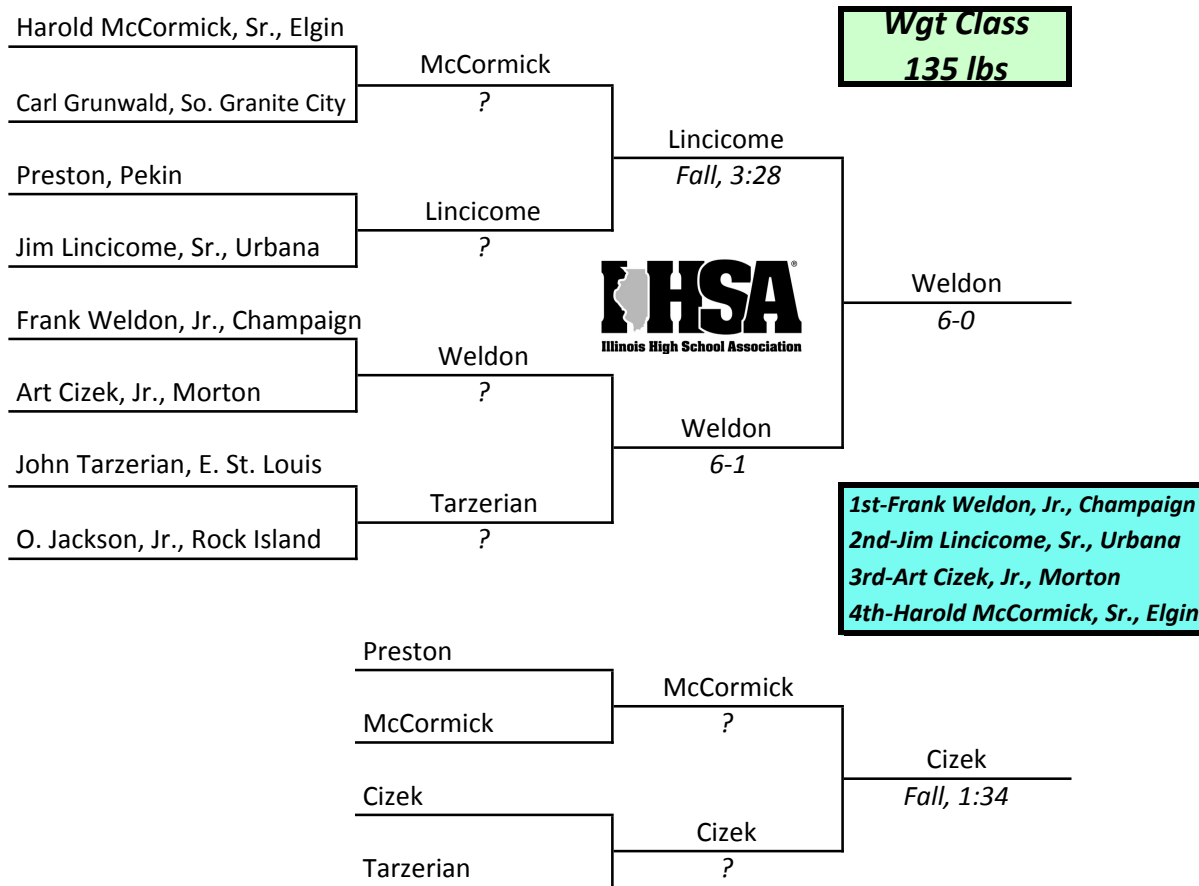 Harold McCormick, Sr., Elgin
Wgt Class
135 lbs
McCormick
?
Carl Grunwald, So. Granite City
Lincicome
Fall, 3:28
Preston, Pekin
Lincicome
?
Jim Lincicome, Sr., Urbana
IHSA®
Illinois High School Association
Weldon
6-0
Frank Weldon, Jr., Champaign
Weldon
?
Art Cizek, Jr., Morton
Weldon
6-1
John Tarzerian, E. St. Louis
Tarzerian
?
O. Jackson, Jr., Rock Island
1st-Frank Weldon, Jr., Champaign
2nd-Jim Lincicome, Sr., Urbana
3rd-Art Cizek, Jr., Morton
4th-Harold McCormick, Sr., Elgin
Preston
McCormick
?
McCormick
Cizek
Fall, 1:34
Cizek
Cizek
?
Tarzerian